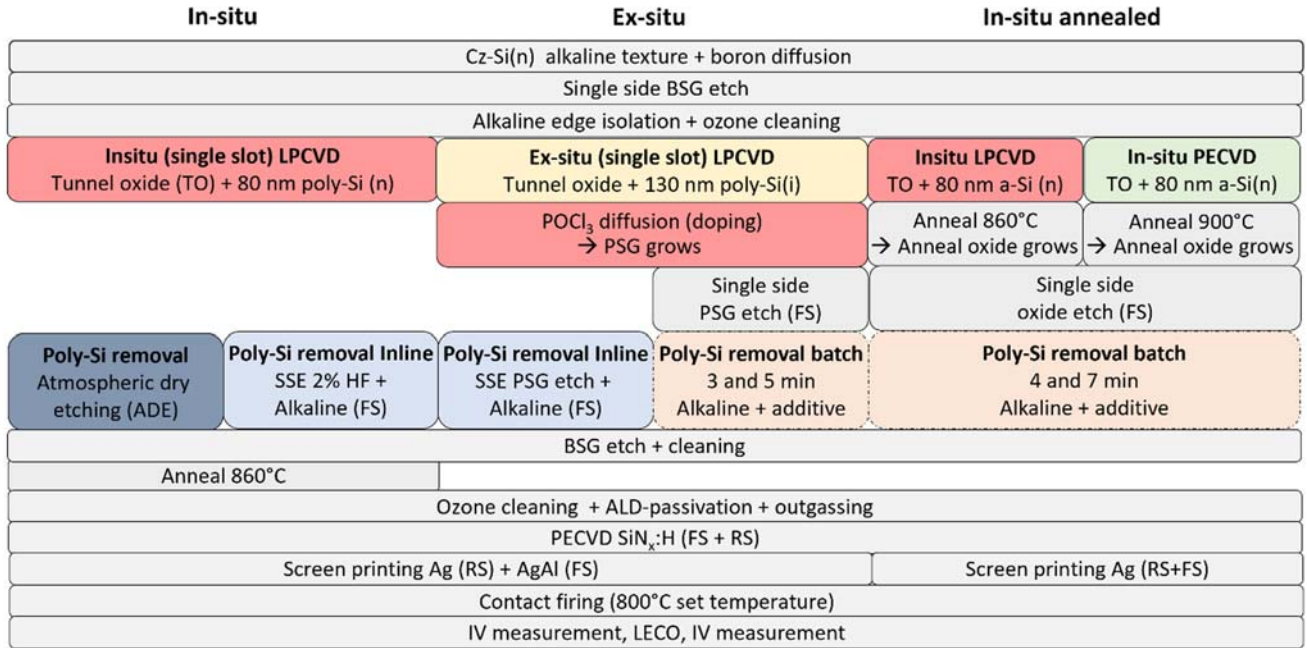 In-situ
Ex-situ
In-situ annealed
Cz-Si(n) alkaline texture + boron diffusion
Single side BSG etch
Alkaline edge isolation + ozone cleaning
Insitu (single slot) LPCVD
Tunnel oxide (TO) + 80 nm poly-Si (n)
Ex-situ (single slot) LPCVD
Tunnel oxide + 130 nm poly-Si(i)
Insitu LPCVD
TO + 80 nm a-Si (n)
In-situ PECVD
TO + 80 nm a-Si(n)
POCl₃ diffusion (doping)
→ PSG grows
Anneal 860°C
→ Anneal oxide grows
Anneal 900°C
→ Anneal oxide grows
Single side
PSG etch (FS)
Single side
oxide etch (FS)
Poly-Si removal
Atmospheric dry
etching (ADE)
Poly-Si removal Inline
SSE 2% HF +
Alkaline (FS)
Poly-Si removal Inline
SSE PSG etch +
Alkaline (FS)
Poly-Si removal batch
3 and 5 min
Alkaline + additive
Poly-Si removal batch
4 and 7 min
Alkaline + additive
BSG etch + cleaning
Anneal 860°C
Ozone cleaning + ALD-passivation + outgassing
PECVD SiNₓ:H (FS + RS)
Screen printing Ag (RS) + AgAl (FS)
Screen printing Ag (RS+FS)
Contact firing (800°C set temperature)
IV measurement, LECO, IV measurement